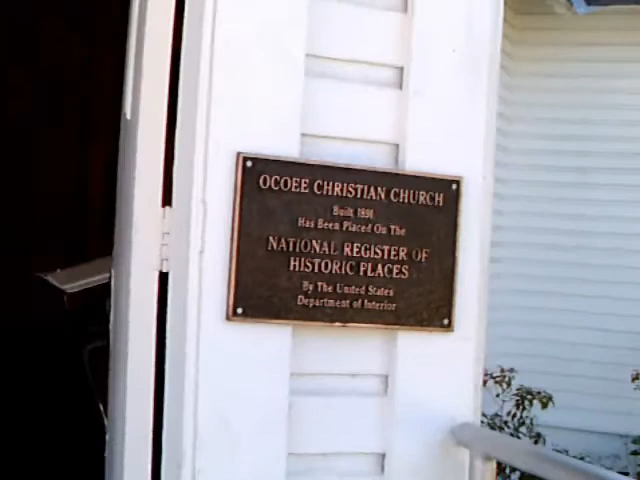 OCOEE CHRISTIAN CHURCH
Built 1891
Has Been Placed On The
NATIONAL REGISTER OF
HISTORIC PLACES
By The United States
Department of Interior